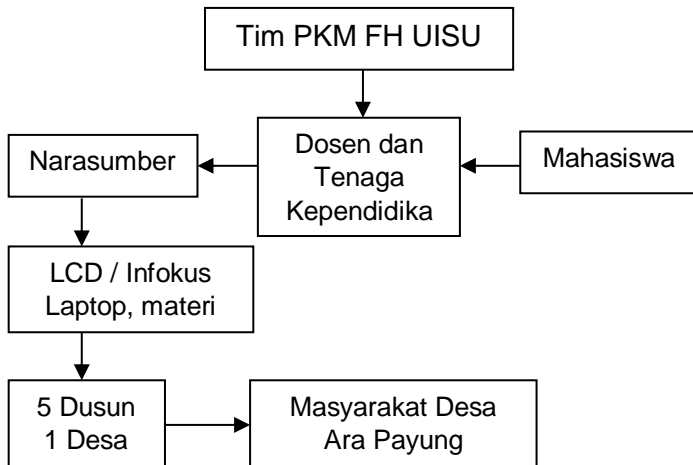 Tim PKM FH UISU
Dosen dan
Tenaga
Kependidika
Narasumber
Mahasiswa
LCD / Infokus
Laptop, materi
5 Dusun
1 Desa
Masyarakat Desa
Ara Payung